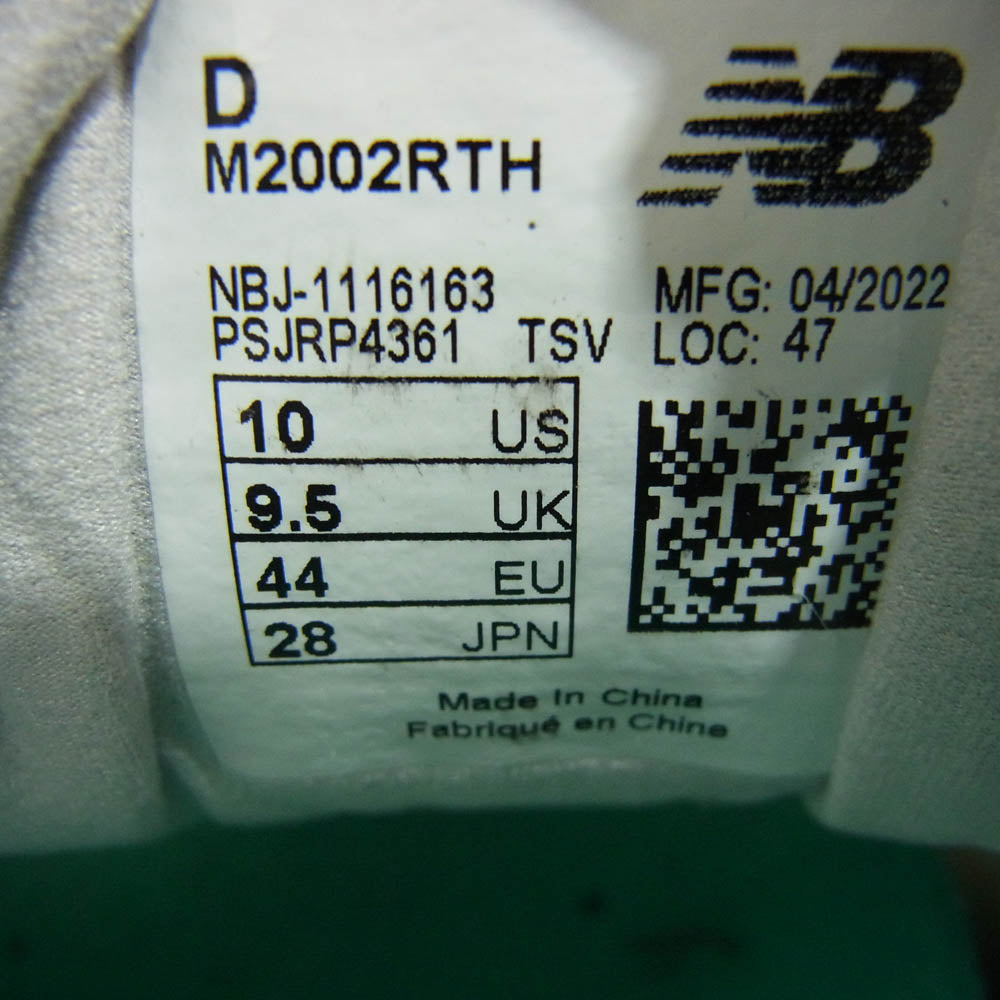 D
NB
M2002RTH
NBJ-1116163 MFG: 04/2022
PSJRP4361 TSV LOC: 47
10 US
9.5 UK
44 EU
28 JPN
Made In China
Fabriqué en Chine